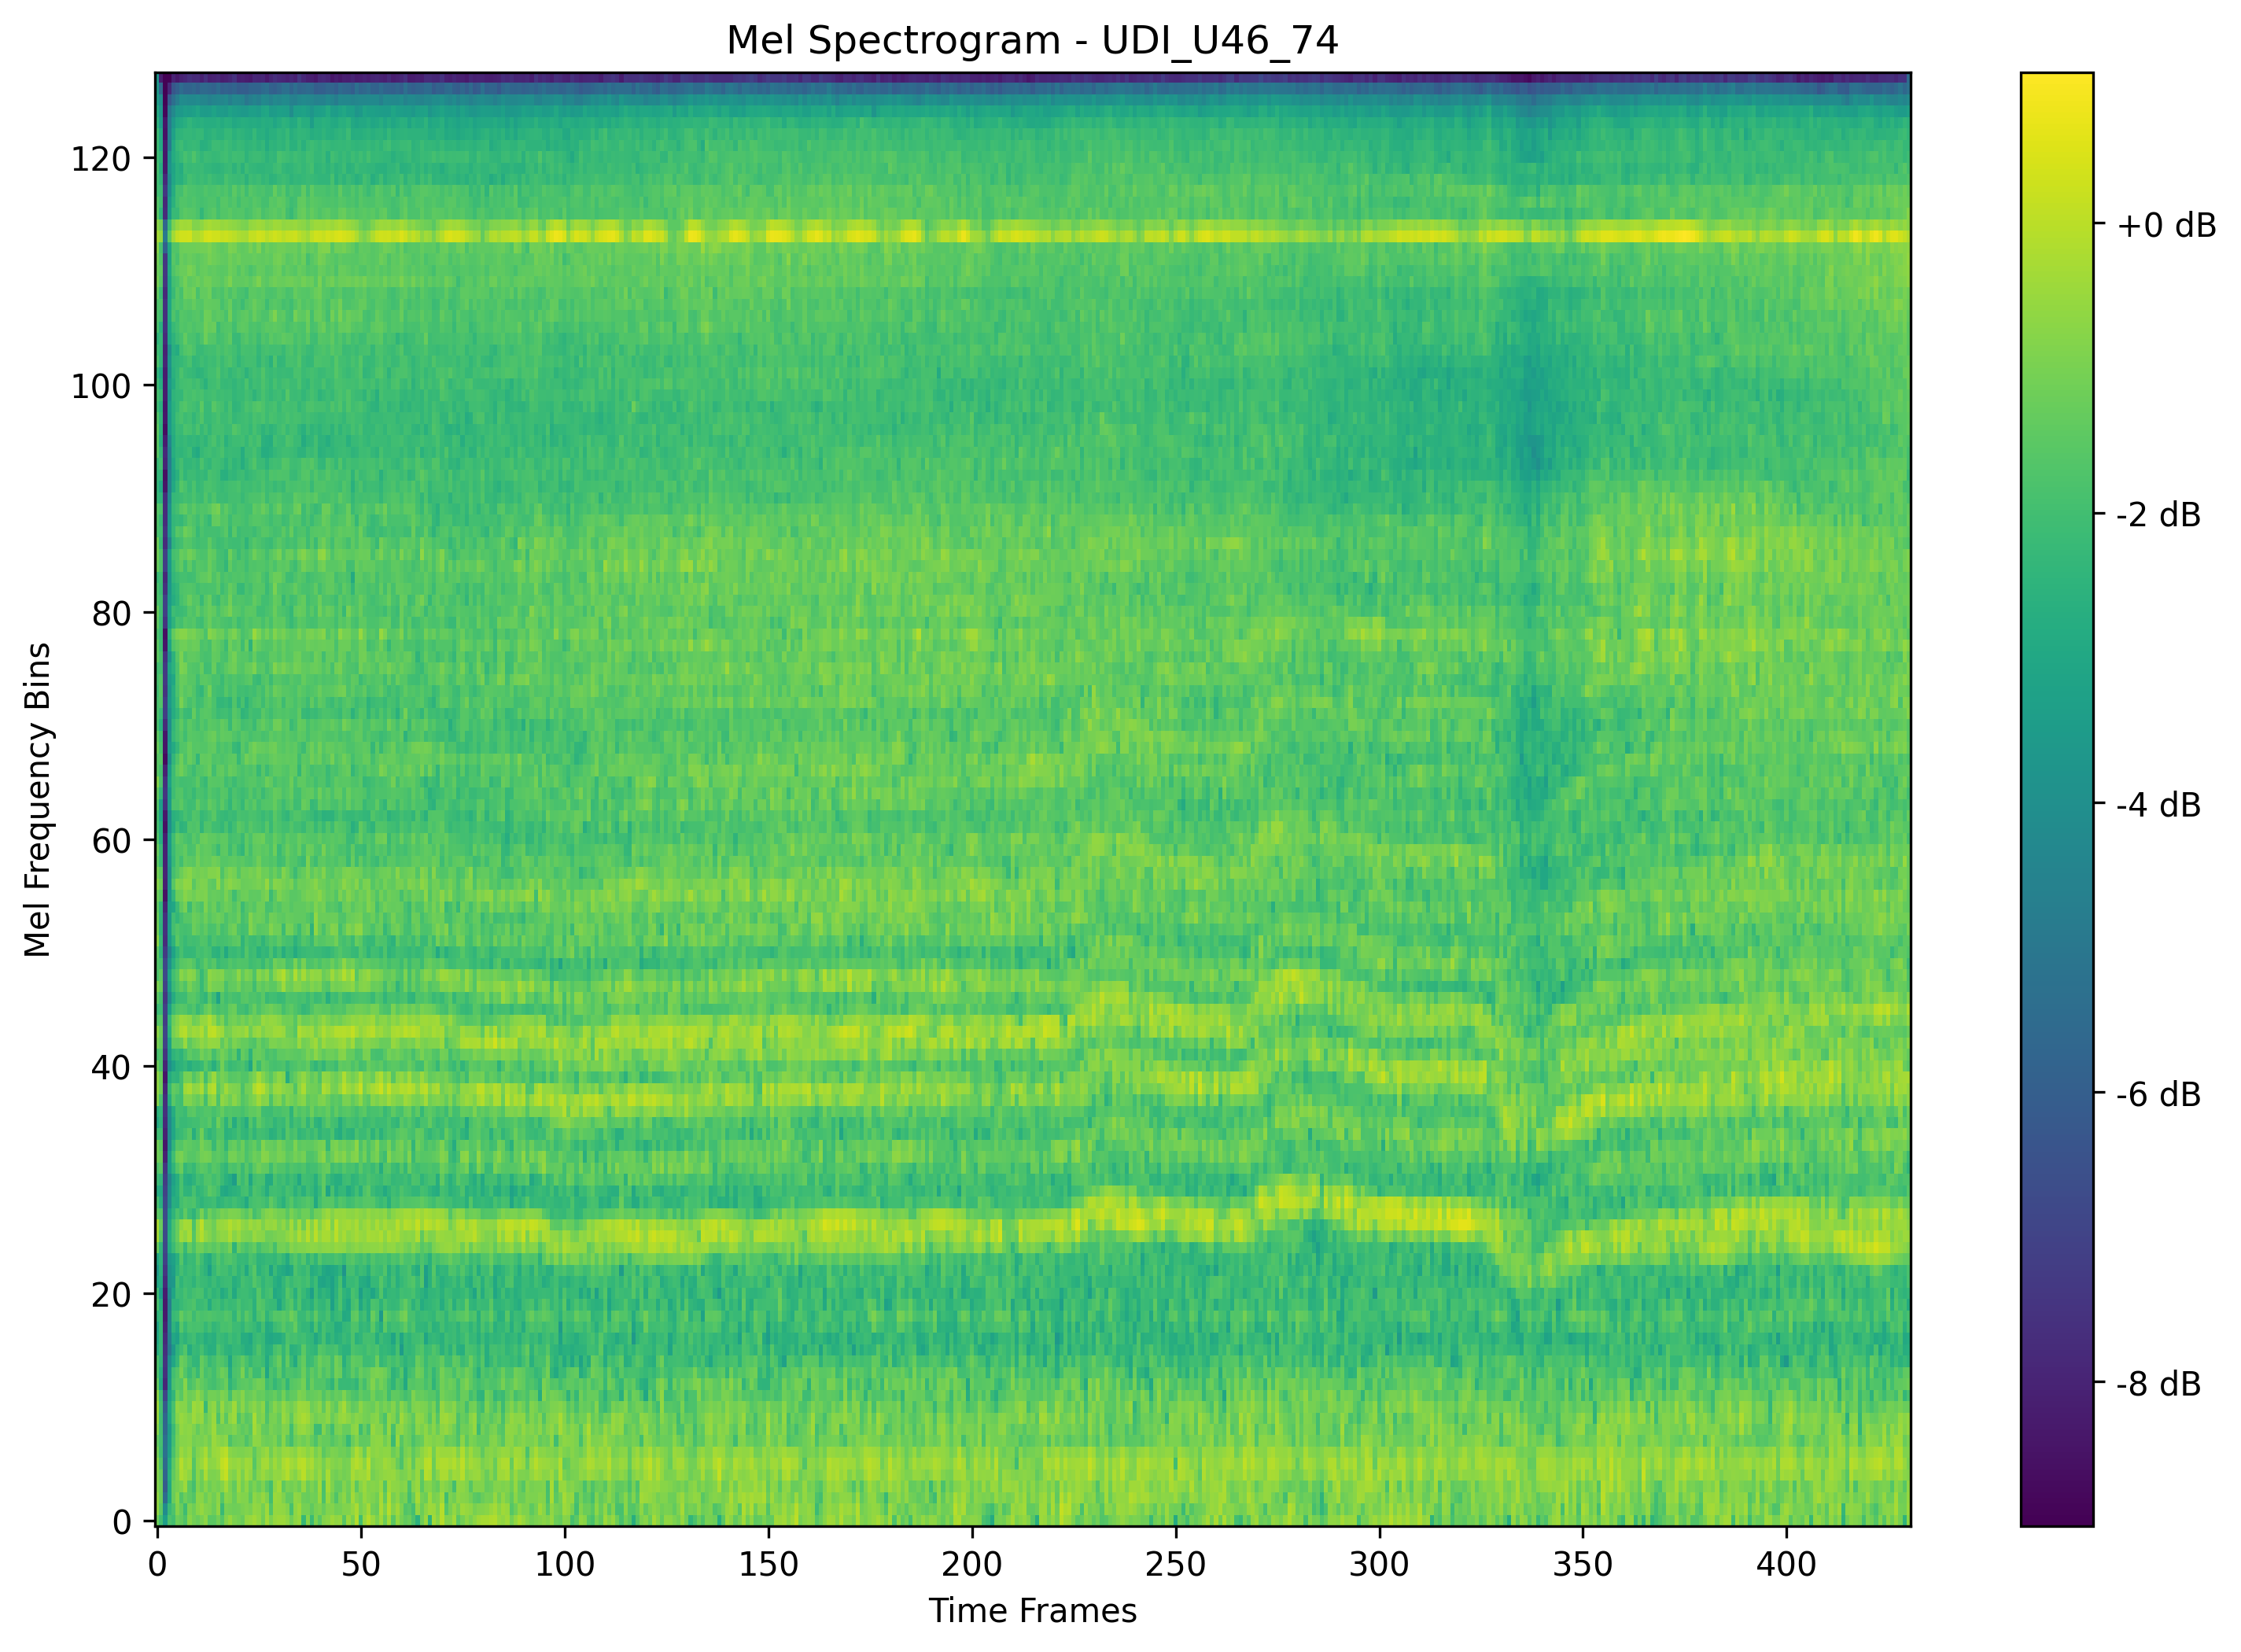 Mel Spectrogram - UDI_U46_74
Mel Frequency Bins
120
100
80
60
40
20
0
0 50 100 150 200 250 300 350 400
Time Frames
+0 dB
-2 dB
-4 dB
-6 dB
-8 dB